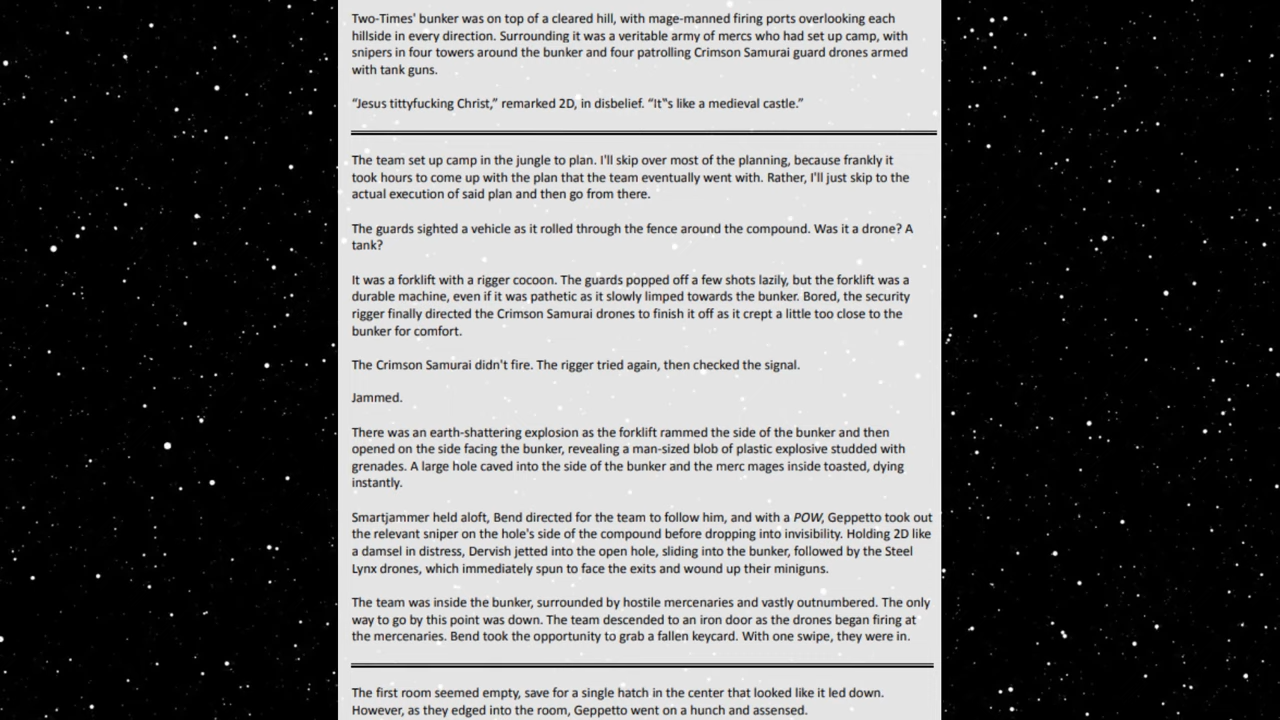 Two-Times' bunker was on top of a cleared hill, with mage-manned firing ports overlooking each
hillside in every direction. Surrounding it was a veritable army of mercs who had set up camp, with
snipers in four towers around the bunker and four patrolling Crimson Samurai guard drones armed
with tank guns.
“Jesus tittyfucking Christ,” remarked 2D, in disbelief. “It‟s like a medieval castle.”
The team set up camp in the jungle to plan. I'll skip over most of the planning, because frankly it
took hours to come up with the plan that the team eventually went with. Rather, I'll just skip to the
actual execution of said plan and then go from there.
The guards sighted a vehicle as it rolled through the fence around the compound. Was it a drone? A
tank?
It was a forklift with a rigger cocoon. The guards popped off a few shots lazily, but the forklift was a
durable machine, even if it was pathetic as it slowly limped towards the bunker. Bored, the security
rigger finally directed the Crimson Samurai drones to finish it off as it crept a little too close to the
bunker for comfort.
The Crimson Samurai didn't fire. The rigger tried again, then checked the signal.
Jammed.
There was an earth-shattering explosion as the forklift rammed the side of the bunker and then
opened on the side facing the bunker, revealing a man-sized blob of plastic explosive studded with
grenades. A large hole caved into the side of the bunker and the merc mages inside toasted, dying
instantly.
Smartjammer held aloft, Bend directed for the team to follow him, and with a POW, Geppetto took out
the relevant sniper on the hole's side of the compound before dropping into invisibility. Holding 2D like
a damsel in distress, Dervish jetted into the open hole, sliding into the bunker, followed by the Steel
Lynx drones, which immediately spun to face the exits and wound up their miniguns.
The team was inside the bunker, surrounded by hostile mercenaries and vastly outnumbered. The only
way to go by this point was down. The team descended to an iron door as the drones began firing at
the mercenaries. Bend took the opportunity to grab a fallen keycard. With one swipe, they were in.
The first room seemed empty, save for a single hatch in the center that looked like it led down.
However, as they edged into the room, Geppetto went on a hunch and assensed.